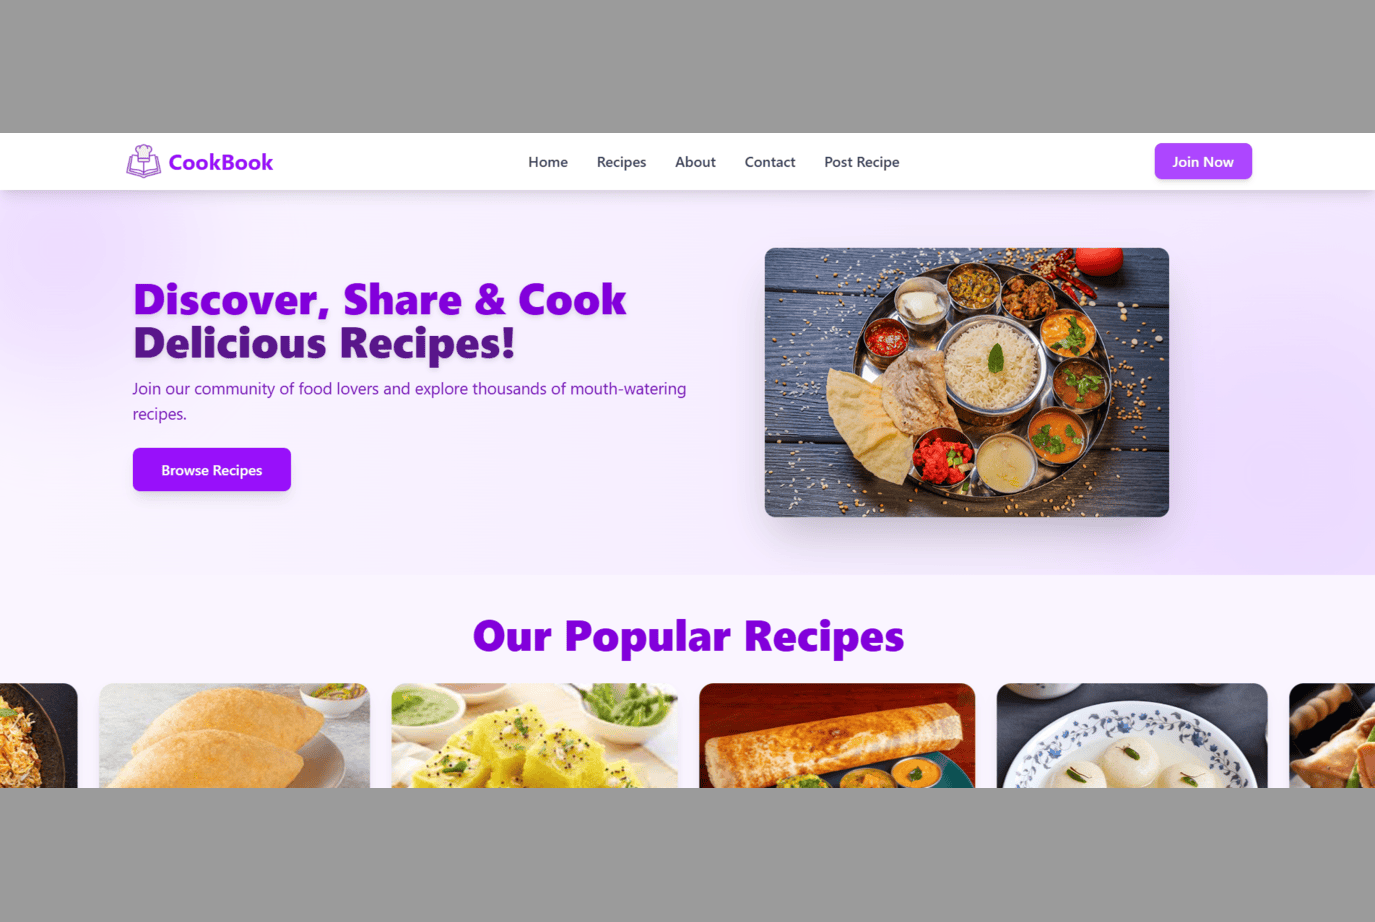 CookBook
Home
Recipes
About
Contact
Post Recipe
Join Now
Discover, Share & Cook
Delicious Recipes!
Join our community of food lovers and explore thousands of mouth-watering
recipes.
Browse Recipes
Our Popular Recipes